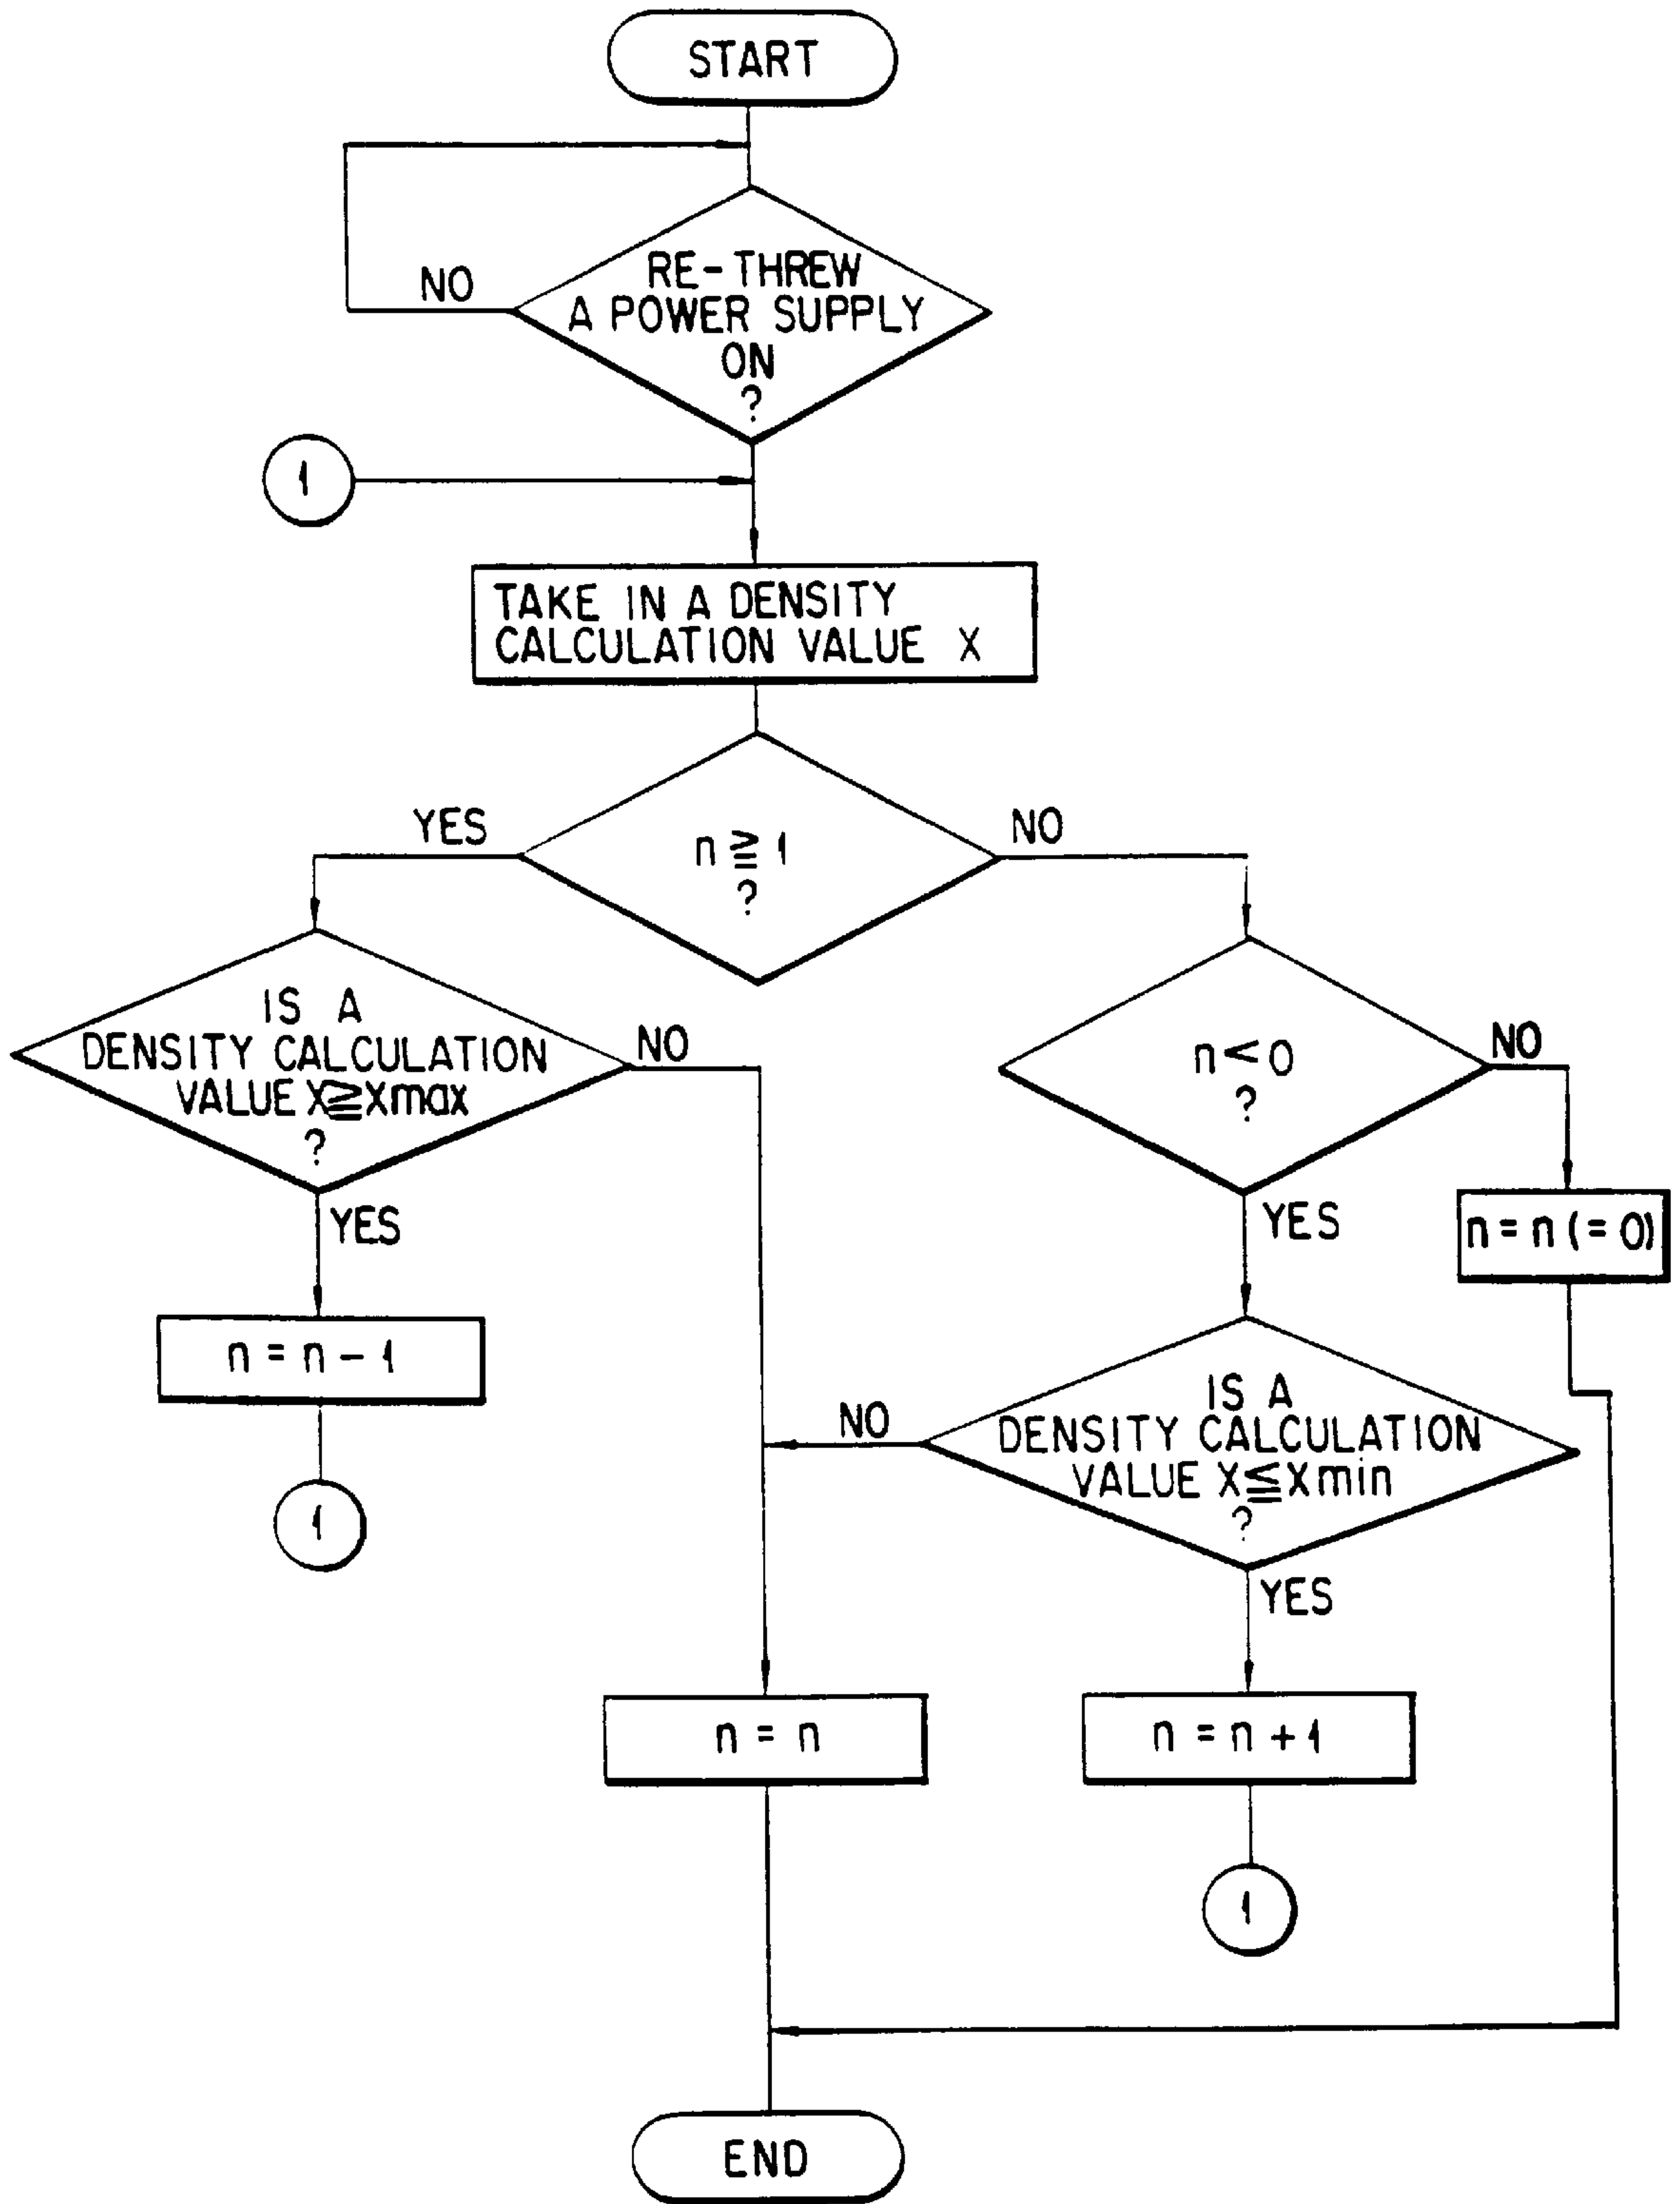 START
NO
RE-THREW
A POWER SUPPLY
ON
?
1
TAKE IN A DENSITY
CALCULATION VALUE X
YES
n ≧ 1
?
NO
IS A
DENSITY CALCULATION
VALUE X≧Xmax
?
NO
YES
n < 0
?
NO
YES
n = n (= 0)
n = n - 1
1
IS A
DENSITY CALCULATION
VALUE X≦Xmin
?
NO
YES
n = n
n = n + 1
1
END